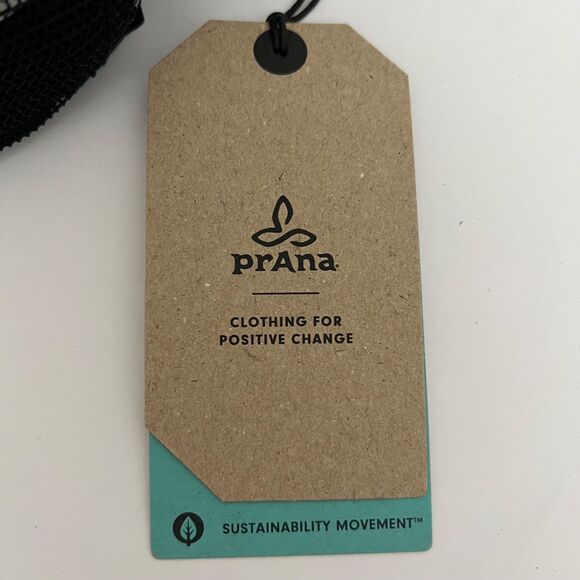 prAna
CLOTHING FOR
POSITIVE CHANGE
SUSTAINABILITY MOVEMENT™